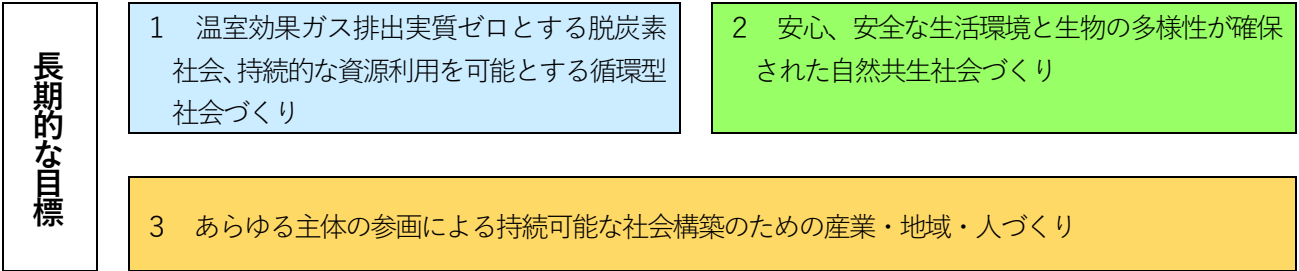 長期的な目標
1 温室効果ガス排出実質ゼロとする脱炭素
社会、持続的な資源利用を可能とする循環型
社会づくり
2 安心、安全な生活環境と生物の多様性が確保
された自然共生社会づくり
3 あらゆる主体の参画による持続可能な社会構築のための産業・地域・人づくり